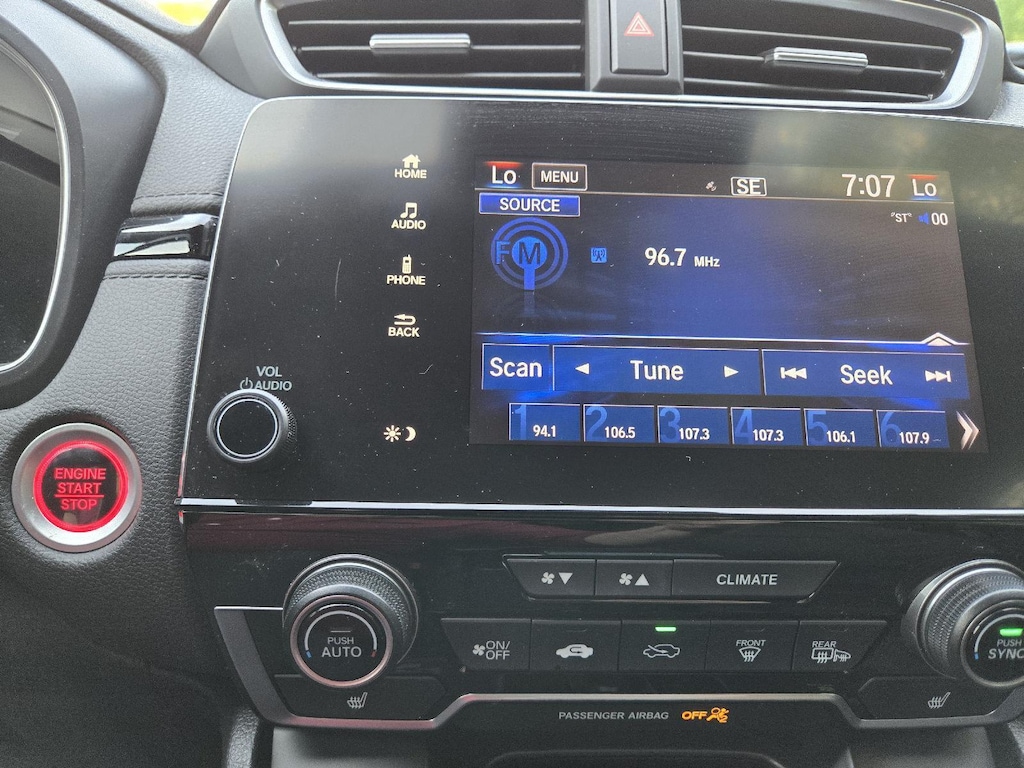 HOME
AUDIO
PHONE
BACK
VOL
AUDIO
Lo
MENU
SE
7:07
Lo
SOURCE
"ST"
00
FM
96.7 MHz
Scan
Tune
Seek
1 94.1
2 106.5
3 107.3
4 107.3
5 106.1
6 107.9
ENGINE
START
STOP
CLIMATE
PUSH
AUTO
ON/
OFF
FRONT
REAR
PUSH
SYNC
PASSENGER AIRBAG OFF